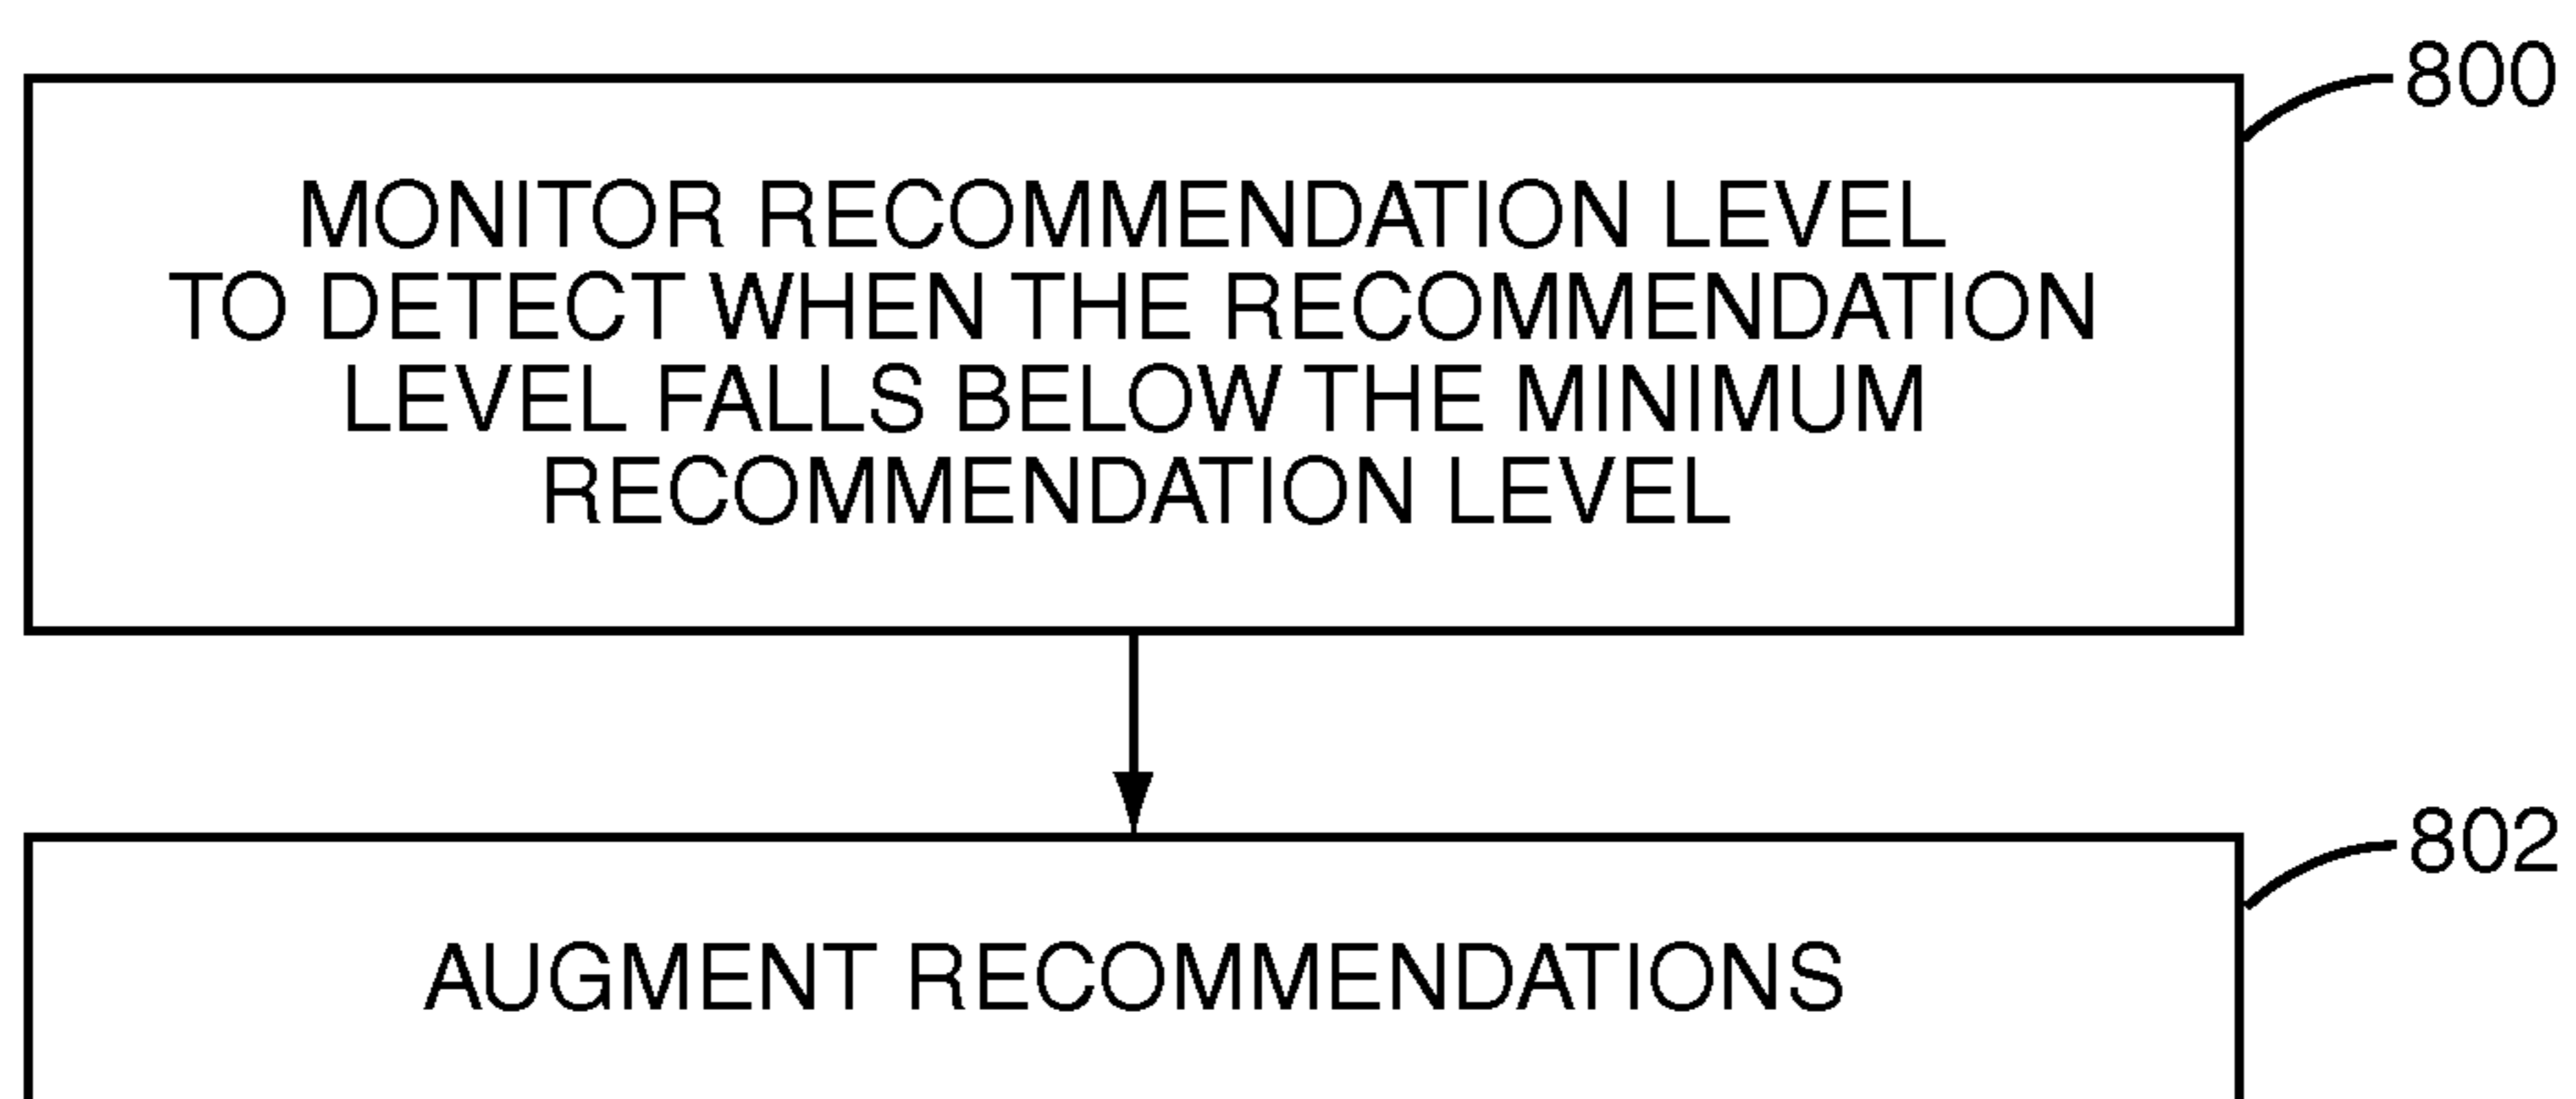 800
MONITOR RECOMMENDATION LEVEL
TO DETECT WHEN THE RECOMMENDATION
LEVEL FALLS BELOW THE MINIMUM
RECOMMENDATION LEVEL
802
AUGMENT RECOMMENDATIONS